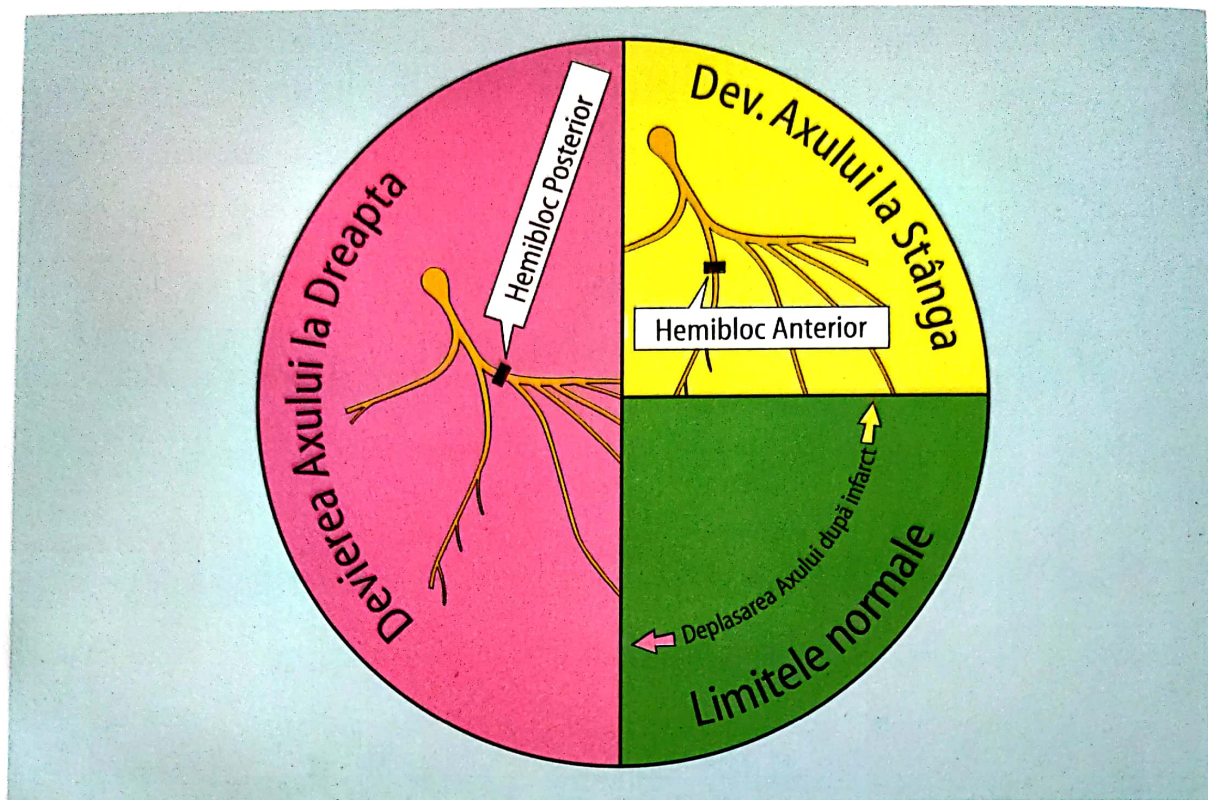 Devierea Axului la Dreapta
Hemibloc Posterior
Dev. Axului la Stânga
Hemibloc Anterior
Deplasarea Axului după infarct
Limitele normale